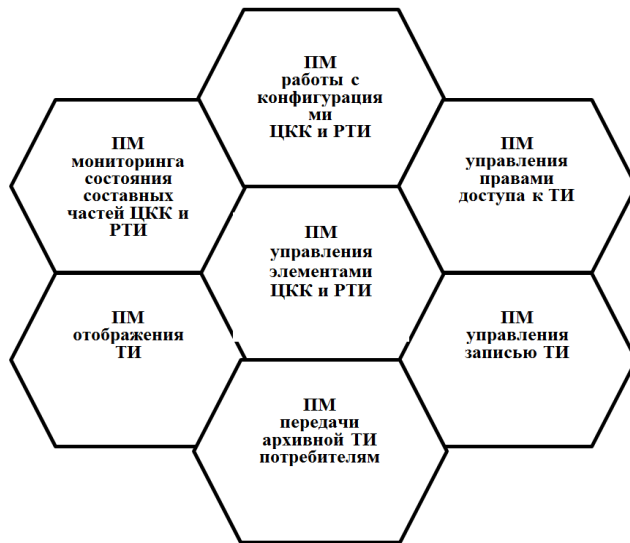 ПМ
работы с
конфигурация
ми
ЦКК и РТИ
ПМ
мониторинга
состояния
составных
частей ЦКК и
РТИ
ПМ
управления
правами
доступа к ТИ
ПМ
управления
элементами
ЦКК и РТИ
ПМ
отображения
ТИ
ПМ
управления
записью ТИ
ПМ
передачи
архивной ТИ
потребителям